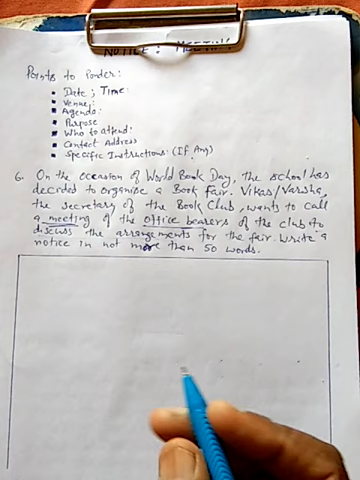 NOTICE: MEETING
Points to Ponder:
Date; Time:
Venue:
Agenda:
Purpose
Who to attend:
Contact Address
Specific Instructions: (If Any)
6. On the occasion of World Book Day, the school has
decided to organise a Book fair. Vikas/Varsha,
the secretary of the Book Club, wants to call
a meeting of the office bearers of the club to
discuss the arrangements for the fair. Write a
notice in not more than 50 words.